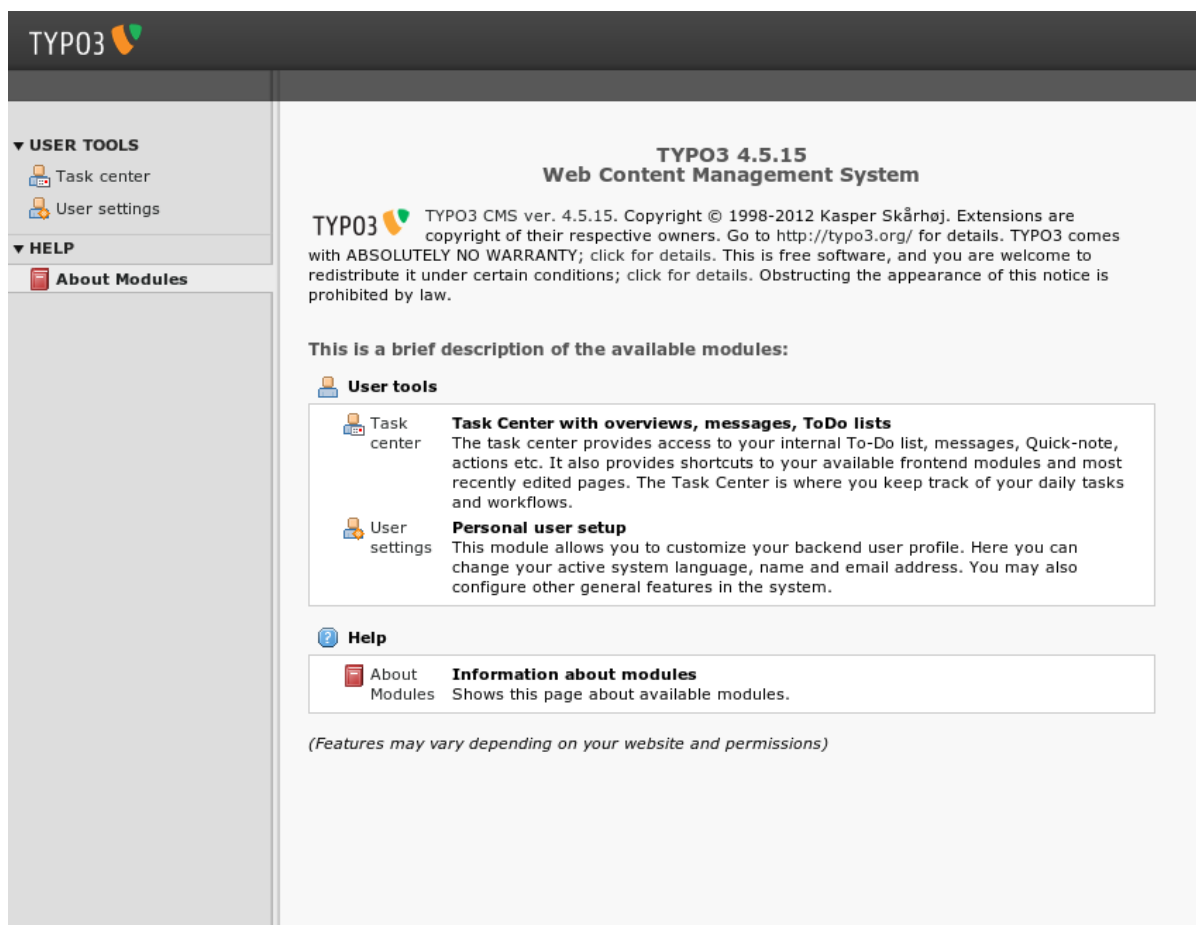 TYPO3
USER TOOLS
Task center
User settings
HELP
About Modules
TYPO3 4.5.15
Web Content Management System
TYPO3
TYPO3 CMS ver. 4.5.15. Copyright © 1998-2012 Kasper Skårhøj. Extensions are
copyright of their respective owners. Go to http://typo3.org/ for details. TYPO3 comes
with ABSOLUTELY NO WARRANTY; click for details. This is free software, and you are welcome to
redistribute it under certain conditions; click for details. Obstructing the appearance of this notice is
prohibited by law.
This is a brief description of the available modules:
User tools
Task center
Task Center with overviews, messages, ToDo lists
The task center provides access to your internal To-Do list, messages, Quick-note,
actions etc. It also provides shortcuts to your available frontend modules and most
recently edited pages. The Task Center is where you keep track of your daily tasks
and workflows.
User settings
Personal user setup
This module allows you to customize your backend user profile. Here you can
change your active system language, name and email address. You may also
configure other general features in the system.
Help
About Modules
Information about modules
Shows this page about available modules.
(Features may vary depending on your website and permissions)